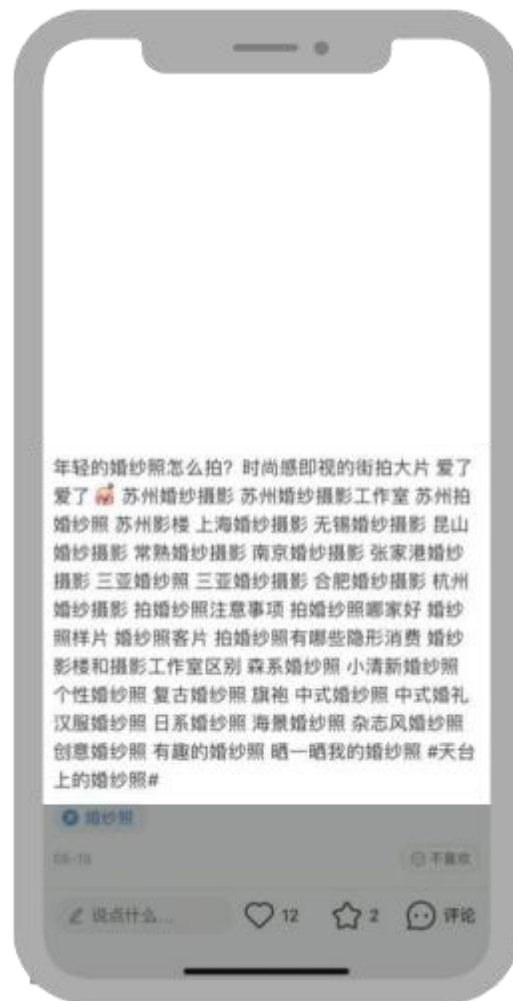 年轻的婚纱照怎么拍？时尚感即视的街拍大片 爱了
爱了 苏州婚纱摄影 苏州婚纱摄影工作室 苏州拍
婚纱照 苏州影楼 上海婚纱摄影 无锡婚纱摄影 昆山
婚纱摄影 常熟婚纱摄影 南京婚纱摄影 张家港婚纱
摄影 三亚婚纱照 三亚婚纱摄影 合肥婚纱摄影 杭州
婚纱摄影 拍婚纱照注意事项 拍婚纱照哪家好 婚纱
照样片 婚纱照客片 拍婚纱照有哪些隐形消费 婚纱
影楼和摄影工作室区别 森系婚纱照 小清新婚纱照
个性婚纱照 复古婚纱照 旗袍 中式婚纱照 中式婚礼
汉服婚纱照 日系婚纱照 海景婚纱照 杂志风婚纱照
创意婚纱照 有趣的婚纱照 晒一晒我的婚纱照 #天台
上的婚纱照#
婚纱照
不喜欢
说点什么... 12 2 评论